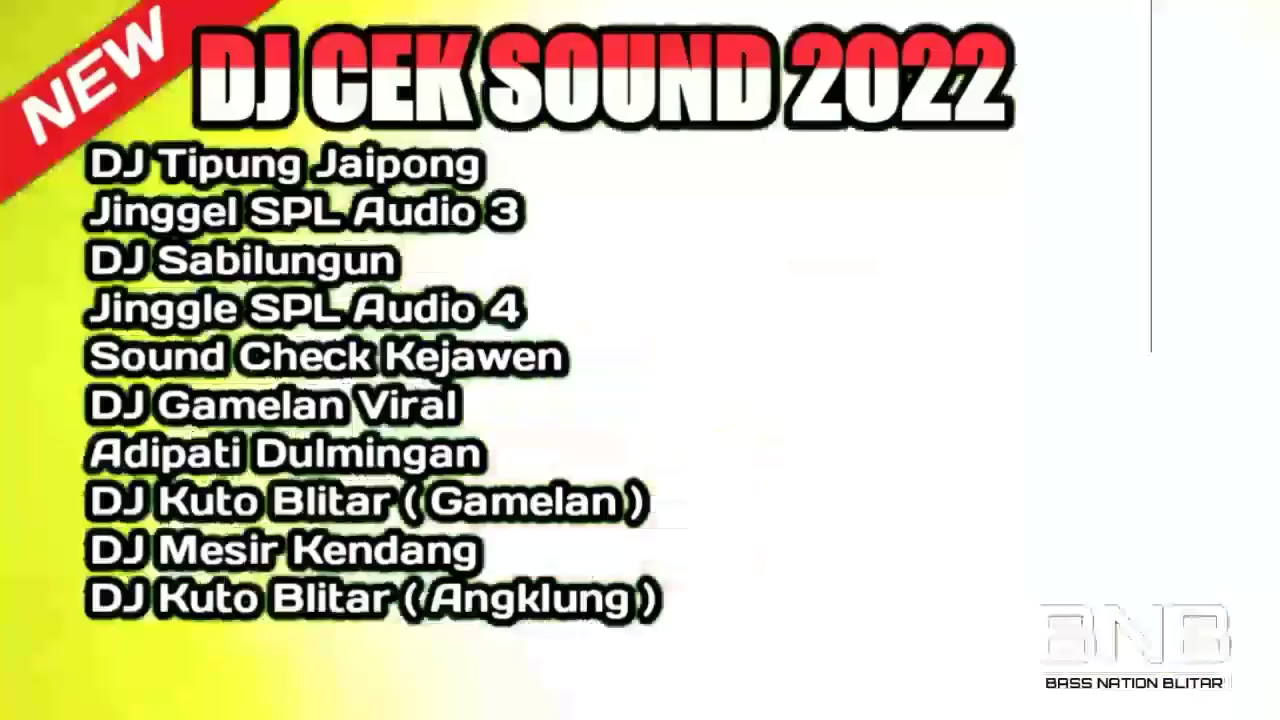 NEW
DJ CEK SOUND 2022
DJ Tipung Jaipong
Jinggel SPL Audio 3
DJ Sabilungun
Jinggle SPL Audio 4
Sound Check Kejawen
DJ Gamelan Viral
Adipati Dulmingan
DJ Kuto Blitar ( Gamelan )
DJ Mesir Kendang
DJ Kuto Blitar ( Angklung )
BNB
BASS NATION BLITAR